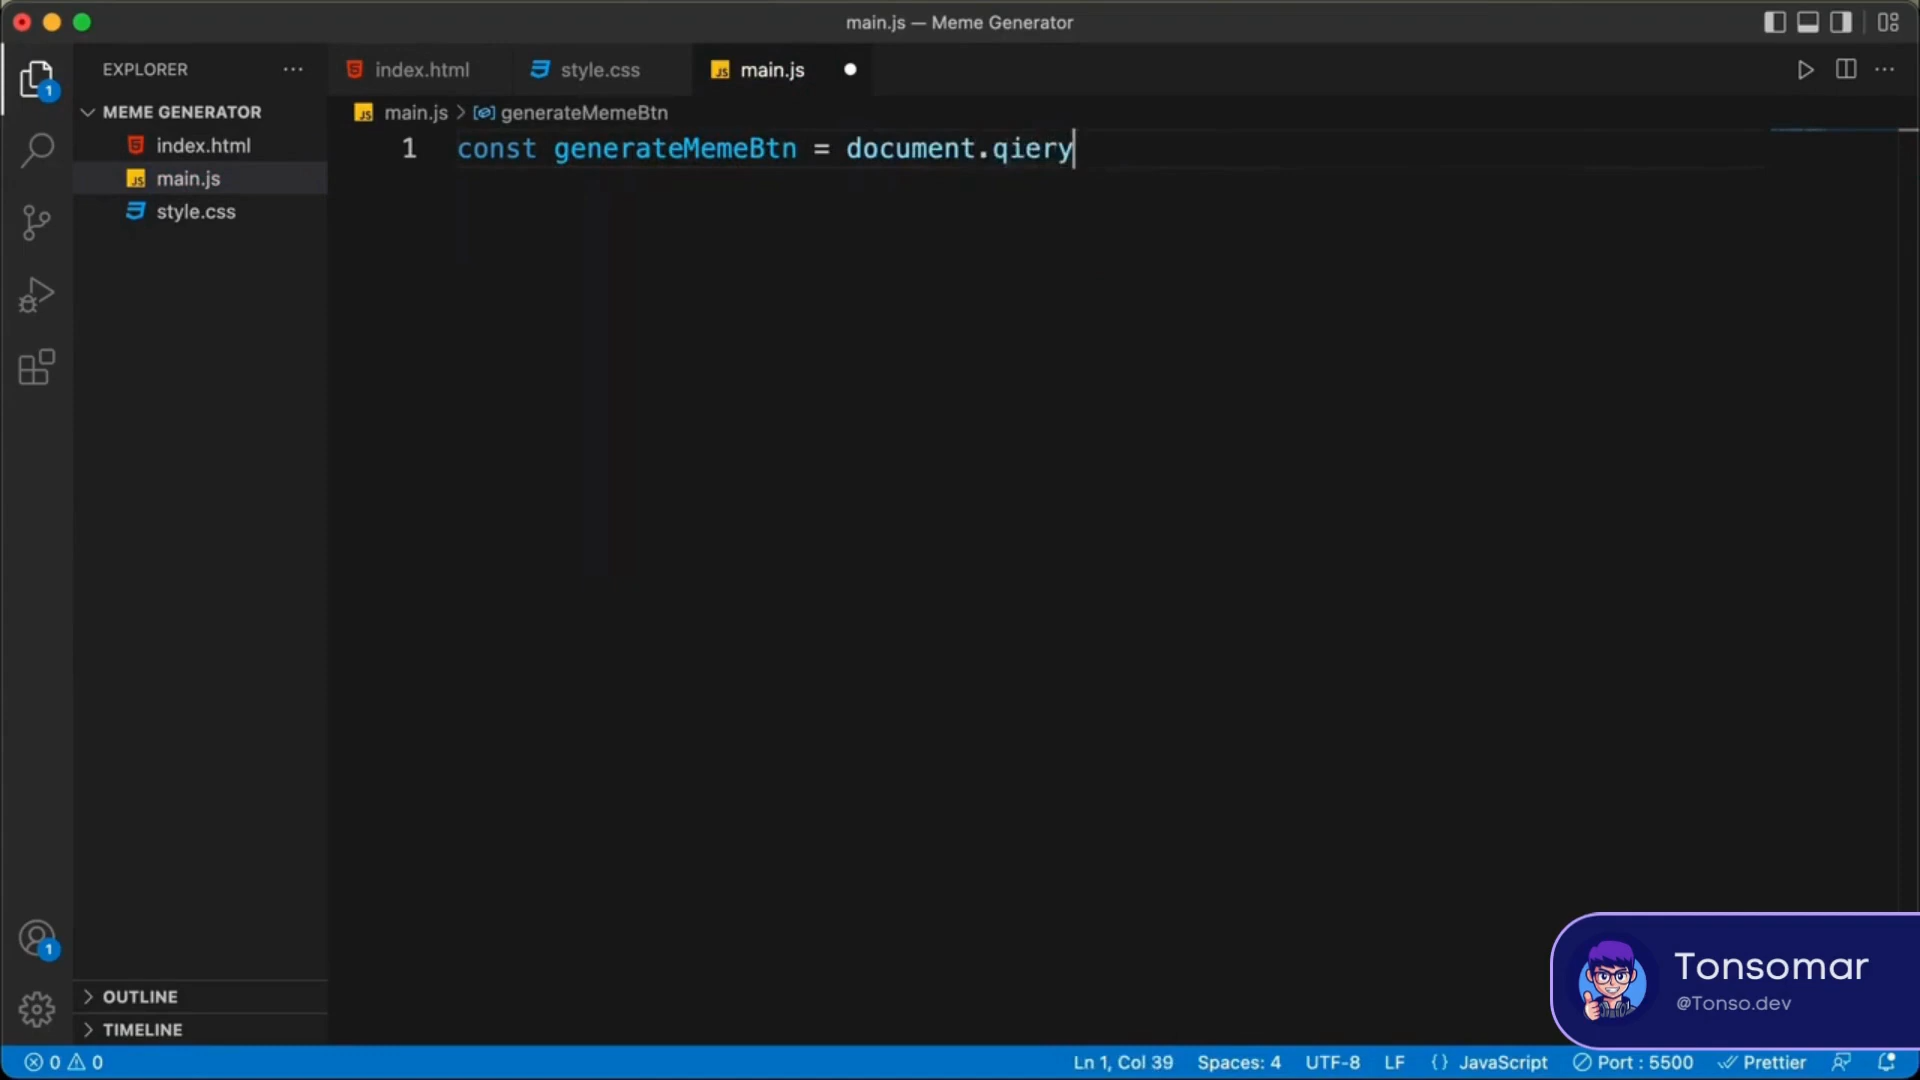 main.js — Meme Generator
EXPLORER
index.html
style.css
main.js
1
MEME GENERATOR
main.js > generateMemeBtn
index.html
main.js
style.css
1 const generateMemeBtn = document.qiery
1
OUTLINE
TIMELINE
Tonsomar
@Tonso.dev
0 0
Ln 1, Col 39 Spaces: 4 UTF-8 LF {} JavaScript Port : 5500 Prettier